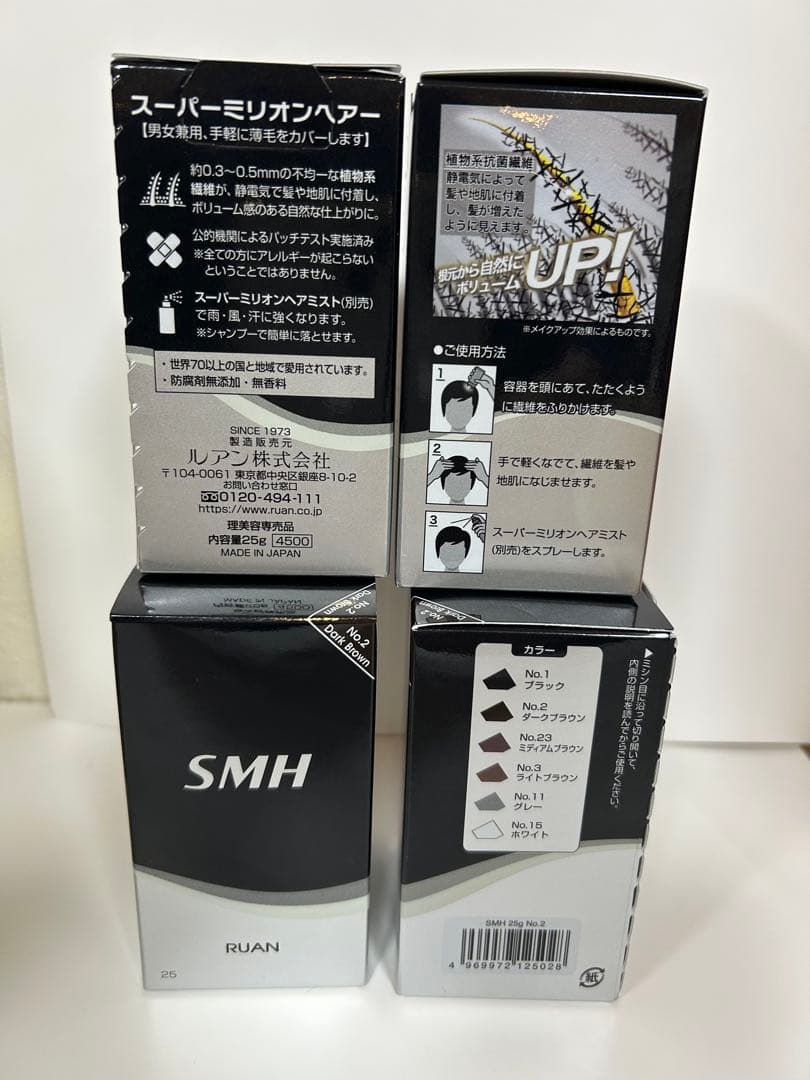 スーパーミリオンヘアー
【男女兼用、手軽に薄毛をカバーします】
約0.3〜0.5mmの不均一な植物系
繊維が、静電気で髪や地肌に付着し、
ボリューム感のある自然な仕上がりに。
公的機関によるパッチテスト実施済み
※全ての方にアレルギーが起こらない
ということではありません。
スーパーミリオンヘアミスト(別売)
で雨・風・汗に強くなります。
※シャンプーで簡単に落とせます。
・世界70以上の国と地域で愛用されています。
・防腐剤無添加・無香料
SINCE 1973
製造販売元
ルアン株式会社
〒104-0061 東京都中央区銀座8-10-2
お問い合わせ窓口
0120-494-111
https://www.ruan.co.jp
理美容専売品
内容量25g 4500
MADE IN JAPAN
植物系抗菌繊維
静電気によって
髪や地肌に付着
し、髪が増えた
ように見えます。
根元から自然に
ボリューム UP!
※メイクアップ効果によるものです。
●ご使用方法
1
容器を頭にあて、たたくよう
に繊維をふりかけます。
2
手で軽くなでて、繊維を髪や
地肌になじませます。
3
スーパーミリオンヘアミスト
(別売)をスプレーします。
No.2
Dark Brown
No.2
Dark Brown
SMH
RUAN
25
Dark Brown
No.2
カラー
No.1
ブラック
No.2
ダークブラウン
No.23
ミディアムブラウン
No.3
ライトブラウン
No.11
グレー
No.15
ホワイト
▶ミシン目に沿って切り開いて、
内側の説明を読んでからご使用ください。
SMH 25g No.2
4 969972 125028
紙